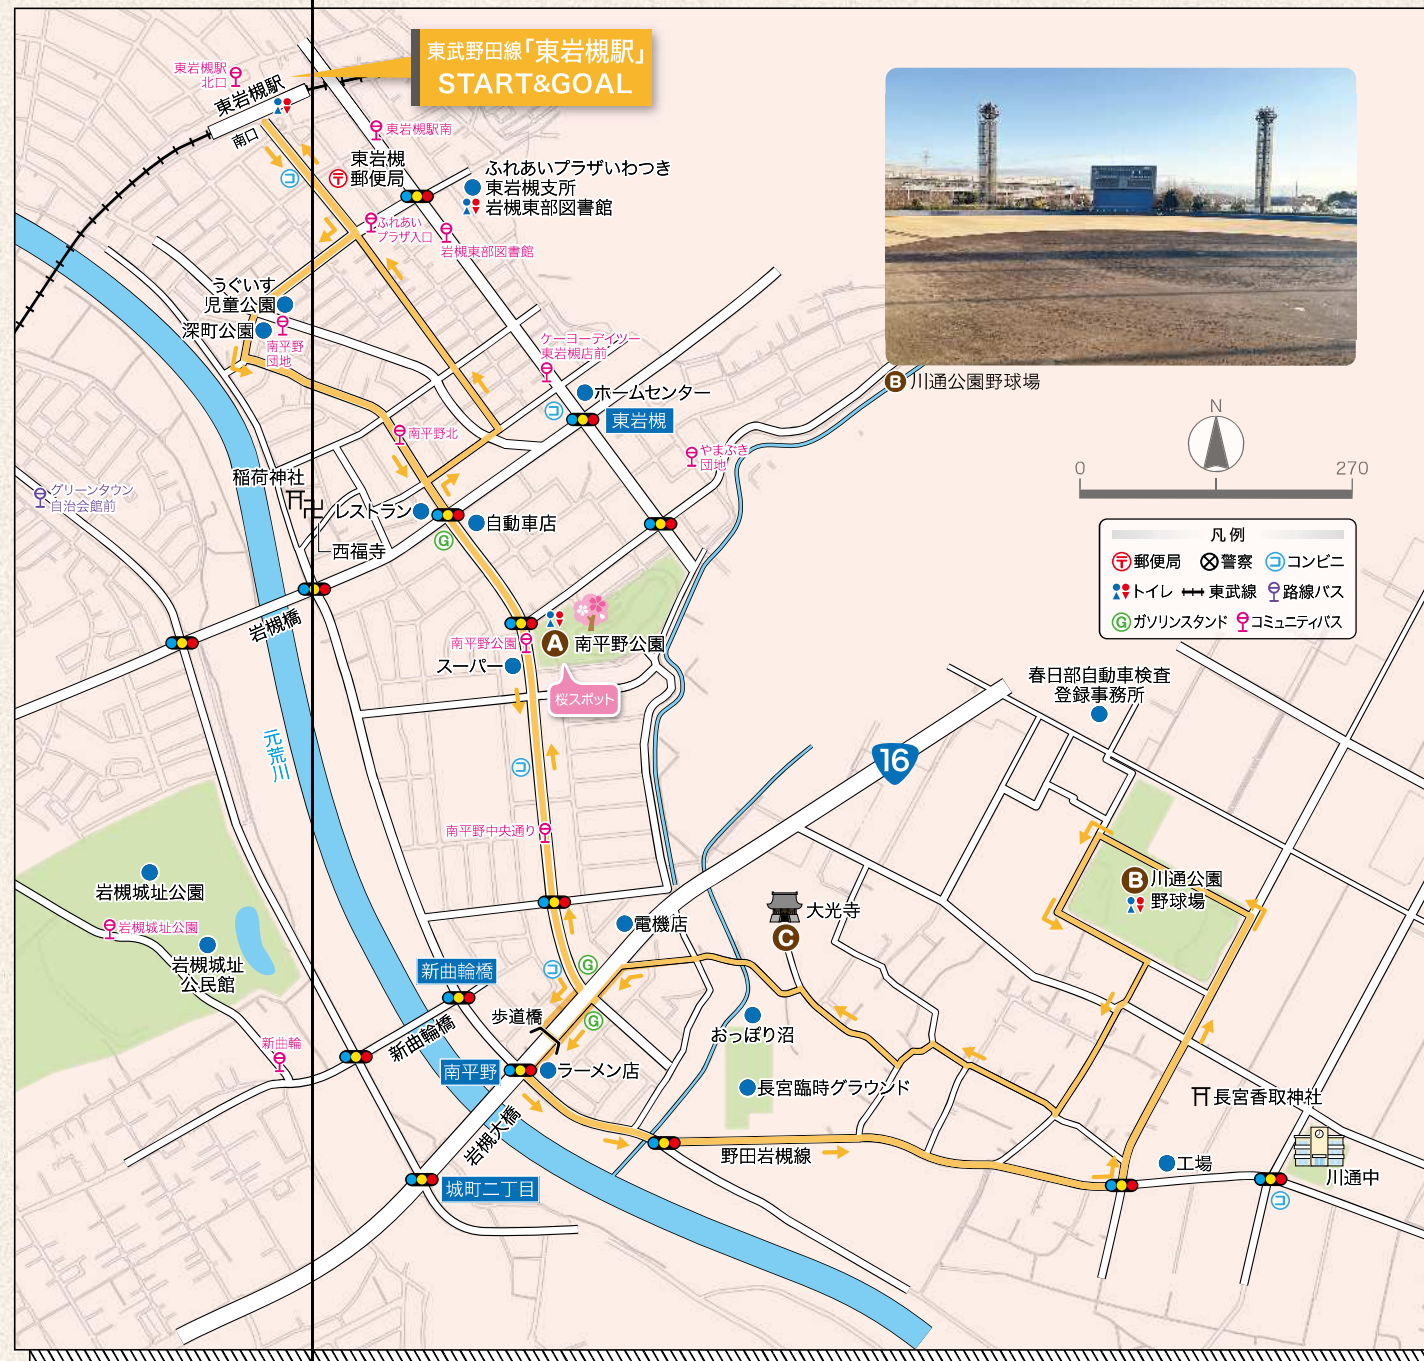 東武野田線「東岩槻駅」
START&GOAL
東岩槻駅
北口
東岩槻駅
南口
東岩槻駅南
東岩槻
郵便局
ふれあいプラザいわつき
東岩槻支所
岩槻東部図書館
ふれあい
プラザ入口
岩槻東部図書館
うぐいす
児童公園
深町公園
南平野
団地
ケーヨーデイツー
東岩槻店前
ホームセンター
東岩槻
B 川通公園野球場
N
0
270
南平野北
やまぶき
団地
稲荷神社
グリーンタウン
自治会館前
レストラン
自動車店
G
西福寺
凡例
郵便局
警察
コンビニ
トイレ
東武線
路線バス
G ガソリンスタンド
コミュニティバス
岩槻橋
南平野公園
A 南平野公園
スーパー
桜スポット
春日部自動車検査
登録事務所
元荒川
16
南平野中央通り
岩槻城址公園
岩槻城址公園
岩槻城址
公民館
B 川通公園
野球場
大光寺
C
電機店
新曲輪橋
G
歩道橋
G
新曲輪橋
おっぽり沼
新曲輪
南平野
ラーメン店
長宮臨時グラウンド
長宮香取神社
岩槻大橋
野田岩槻線
工場
川通中
城町二丁目